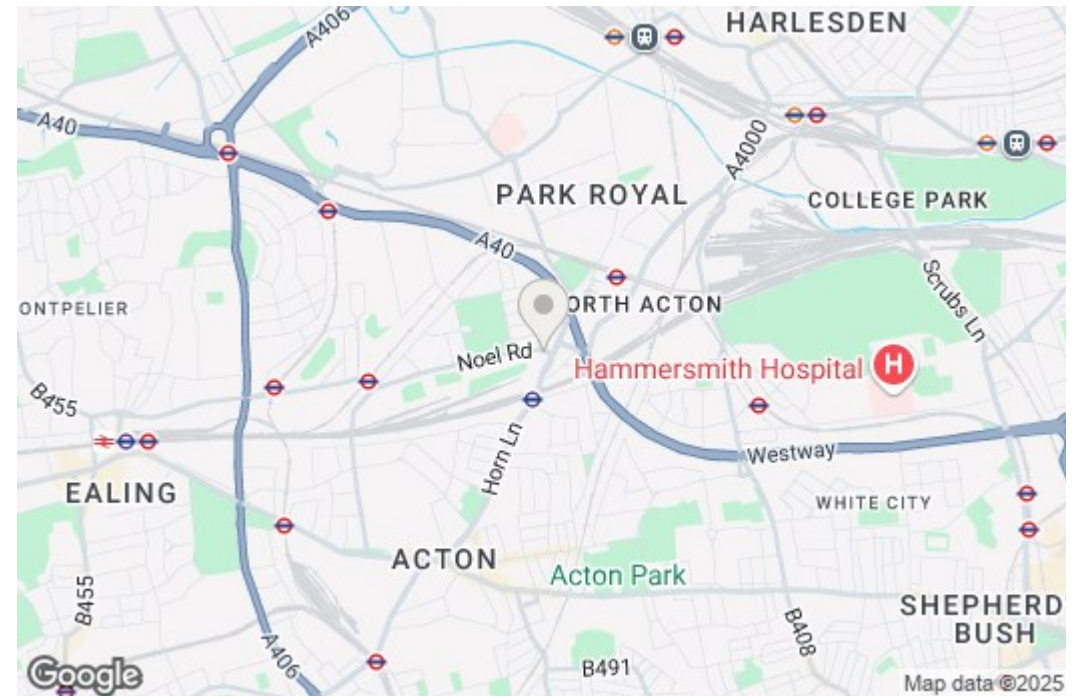 HARLESDEN
A406
A40
A4000
PARK ROYAL
COLLEGE PARK
A40
Scrubs Ln
ONTPELIER
ORTH ACTON
Noel Rd
Hammersmith Hospital
H
B455
Horn Ln
Westway
EALING
WHITE CITY
ACTON
Acton Park
B455
SHEPHERD
BUSH
B408
A406
B491
Google
Map data ©2025